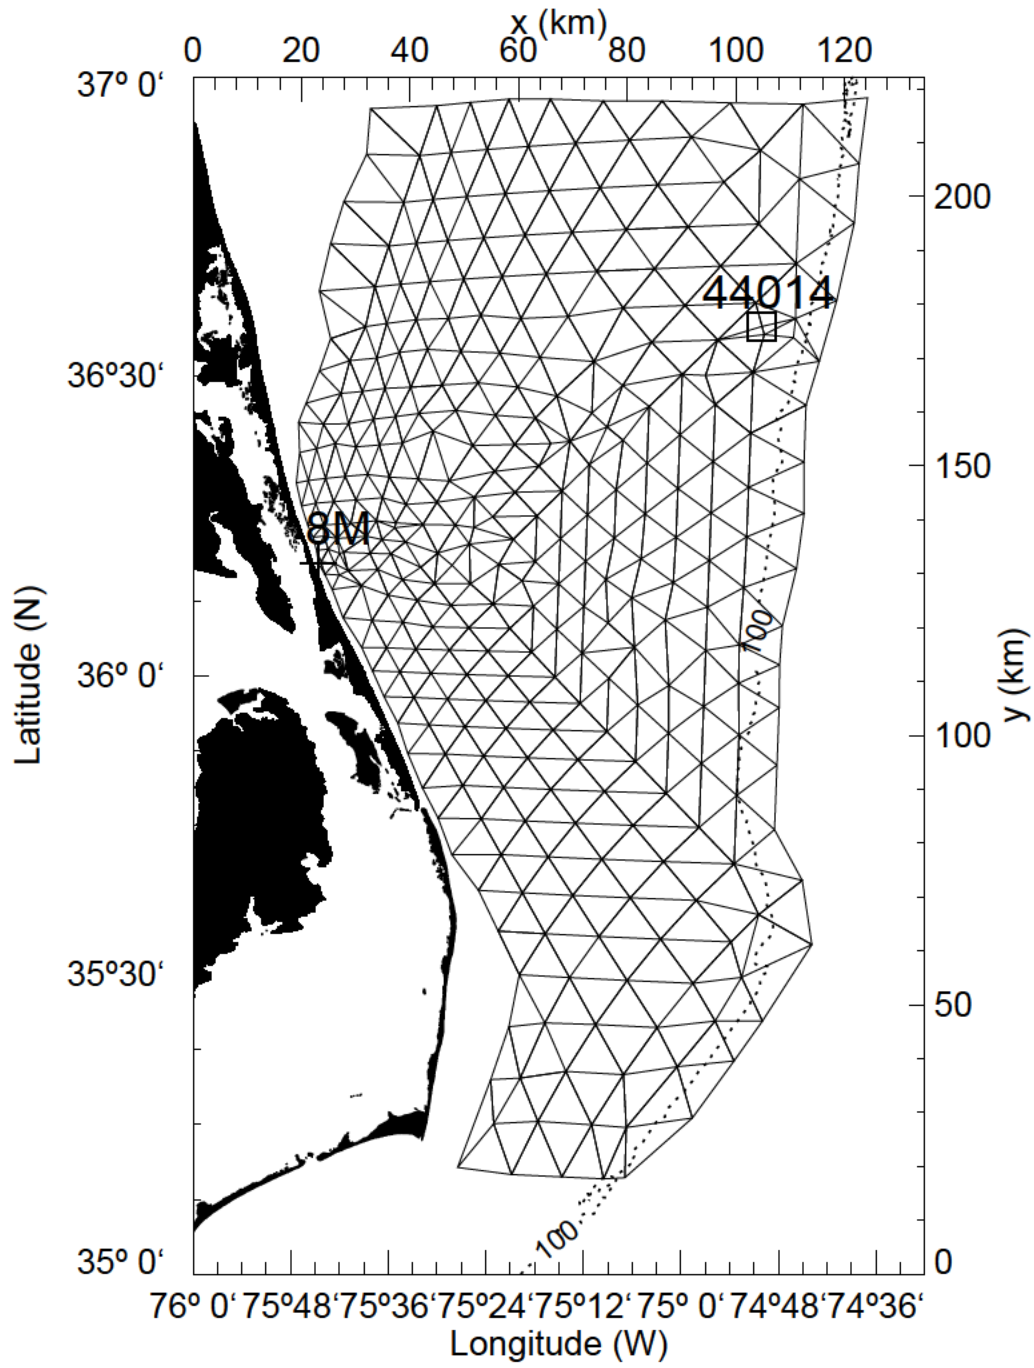 x (km)
0 20 40 60 80 100 120
37º 0‘
200
44014
36º30‘
150
8M
Latitude (N)
100
36º 0‘
y (km)
100
35º30‘
50
100
35º 0‘
0
76º 0‘ 75º48‘ 75º36‘ 75º24‘ 75º12‘ 75º 0‘ 74º48‘ 74º36‘
Longitude (W)